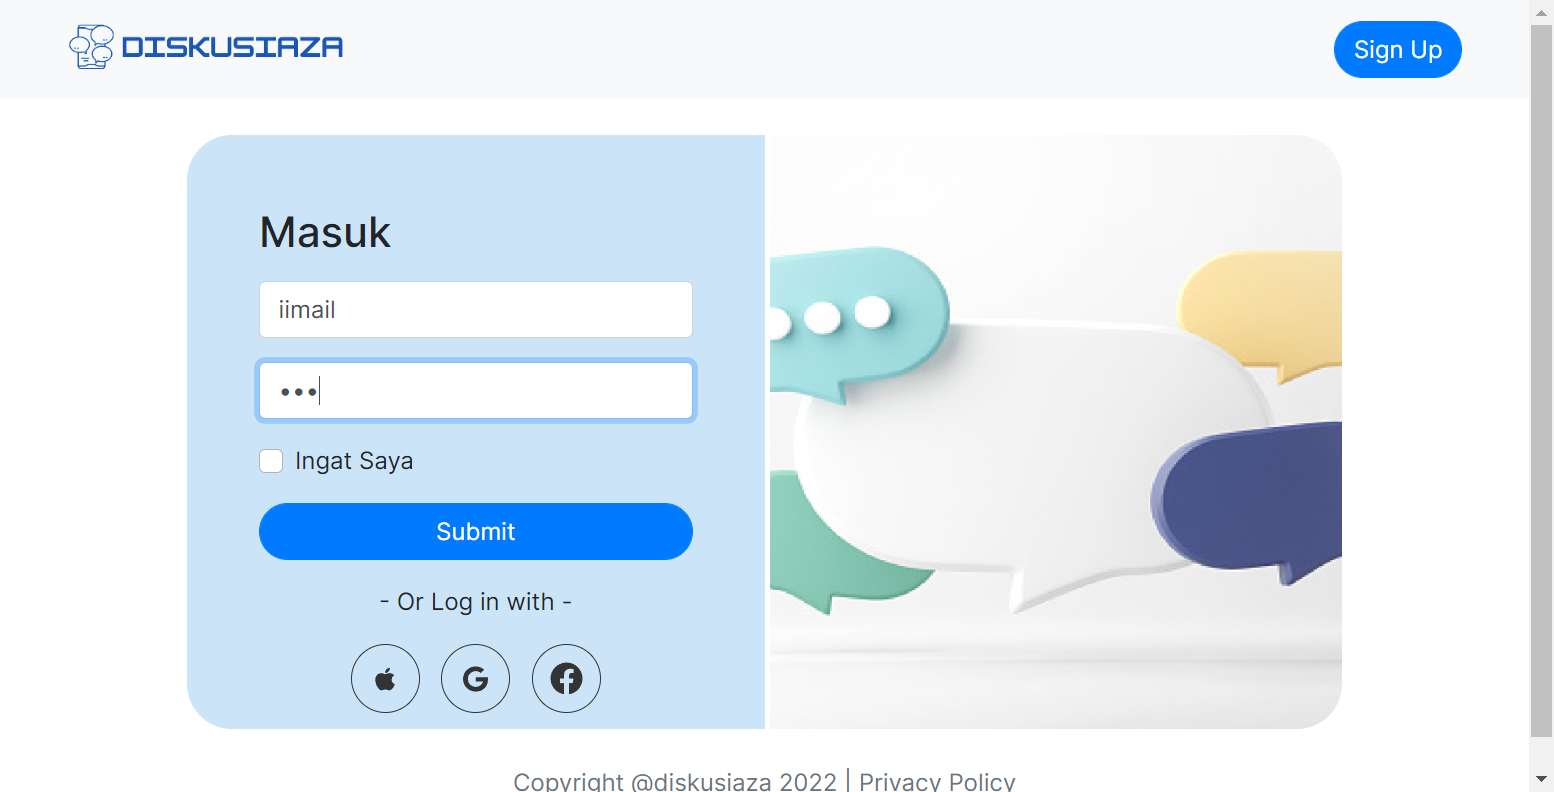 DISKUSIAZA
Sign Up
Masuk
iimail
•••
Ingat Saya
Submit
- Or Log in with -
Copyright @diskusiaza 2022 | Privacy Policy